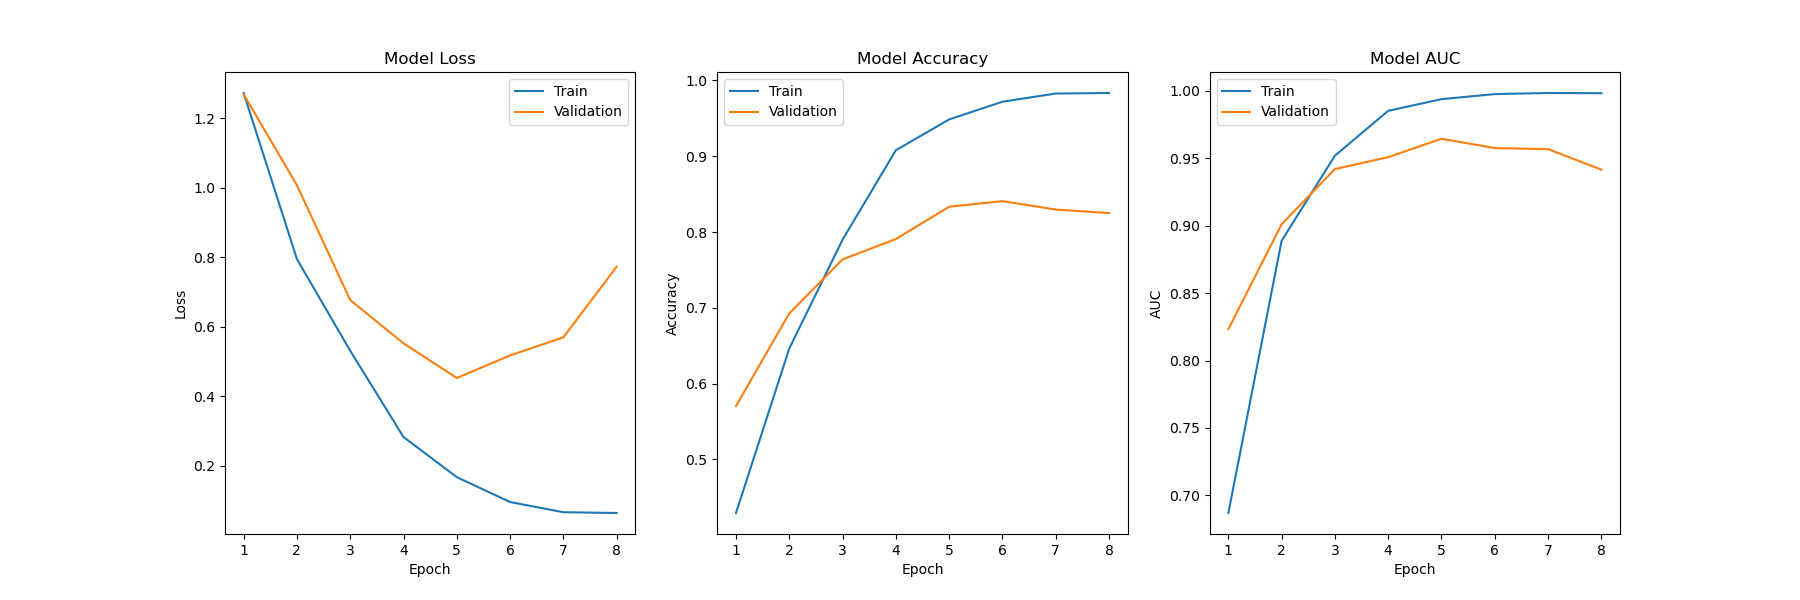 Model Loss
Train
Validation
1.2
1.0
0.8
0.6
0.4
0.2
Loss
1 2 3 4 5 6 7 8
Epoch
Model Accuracy
Train
Validation
1.0
0.9
0.8
0.7
0.6
0.5
Accuracy
1 2 3 4 5 6 7 8
Epoch
Model AUC
Train
Validation
1.00
0.95
0.90
0.85
0.80
0.75
0.70
AUC
1 2 3 4 5 6 7 8
Epoch